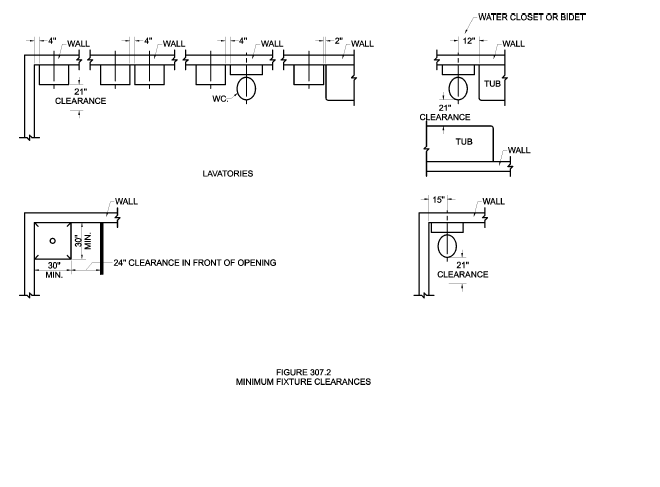 WATER CLOSET OR BIDET
4" WALL
4" WALL
4" WALL
2" WALL
12" WALL
21"
CLEARANCE
WC.
TUB
21"
CLEARANCE
TUB
WALL
LAVATORIES
WALL
30"
MIN.
30"
MIN.
24" CLEARANCE IN FRONT OF OPENING
15" WALL
21"
CLEARANCE
FIGURE 307.2
MINIMUM FIXTURE CLEARANCES